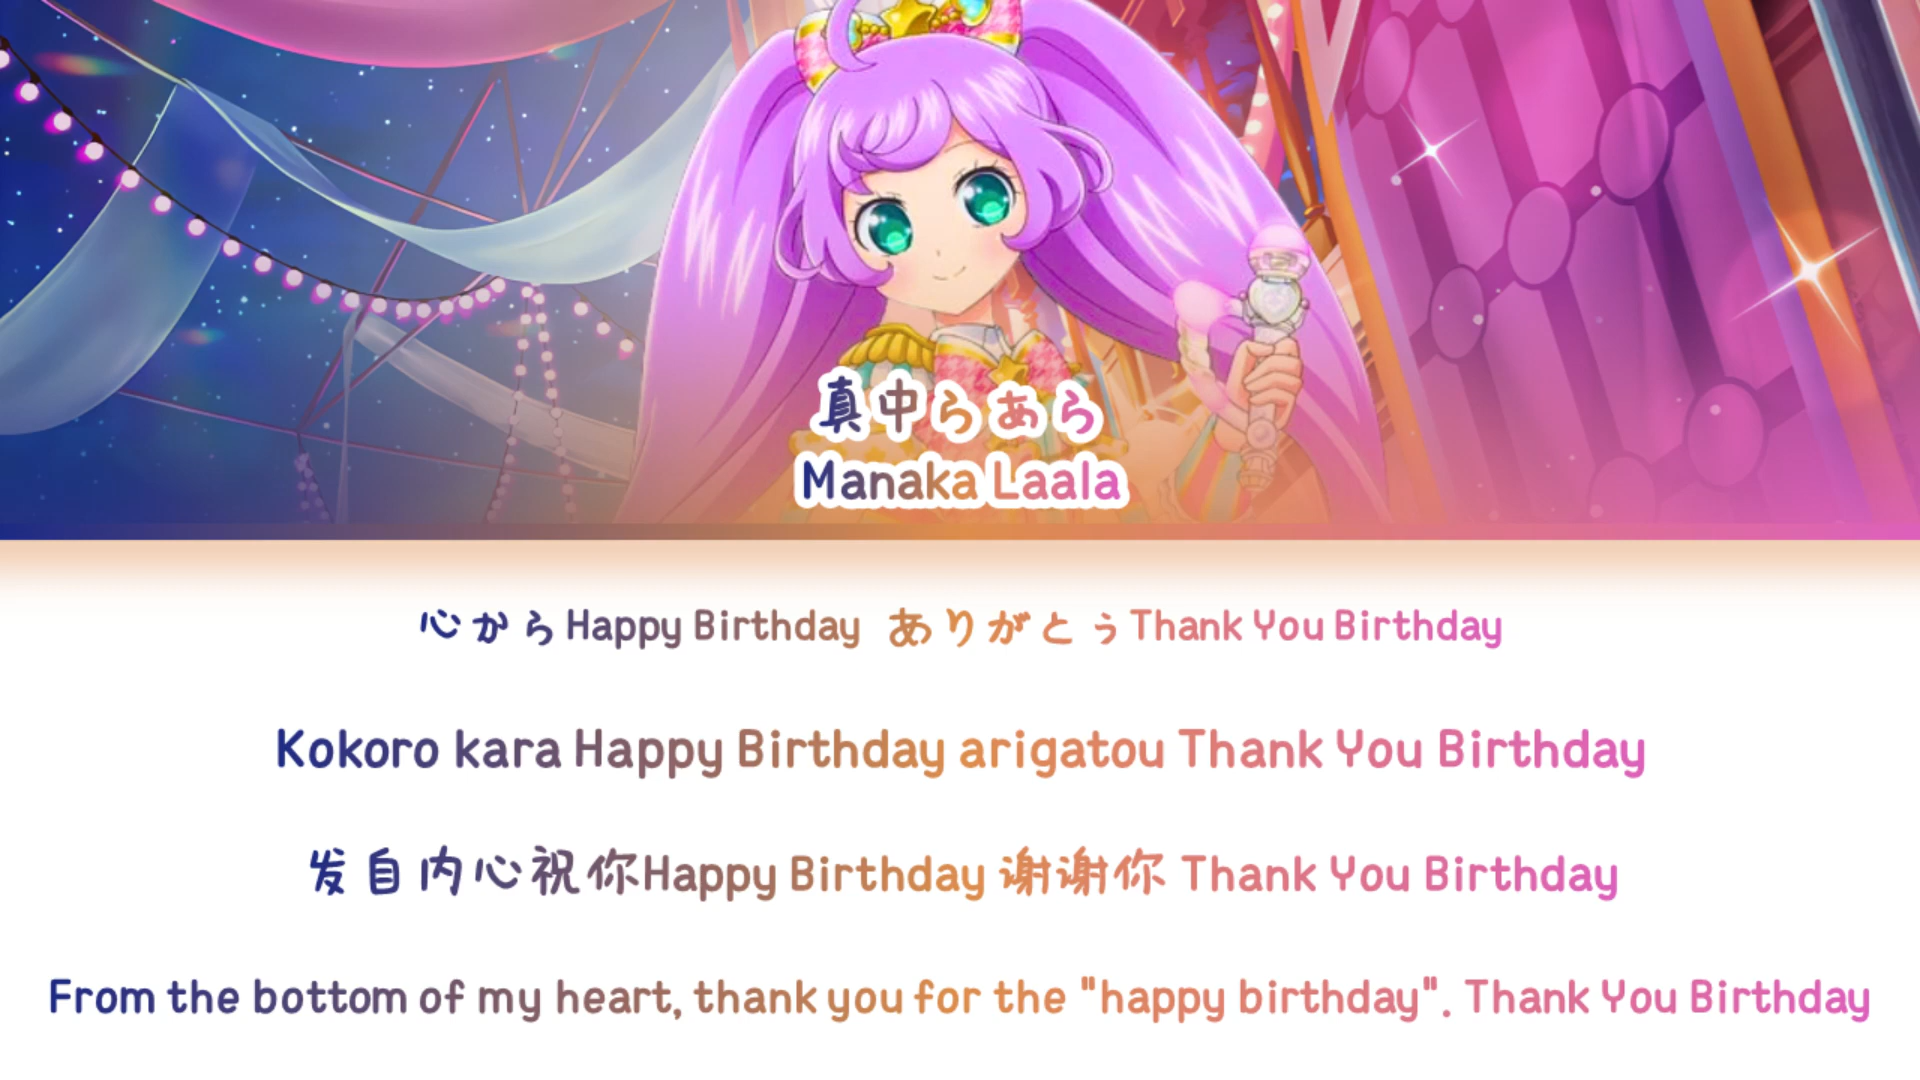 真中らぁら
Manaka Laala
心からHappy Birthday ありがとぅThank You Birthday
Kokoro kara Happy Birthday arigatou Thank You Birthday
发自内心祝你Happy Birthday 谢谢你 Thank You Birthday
From the bottom of my heart, thank you for the "happy birthday". Thank You Birthday